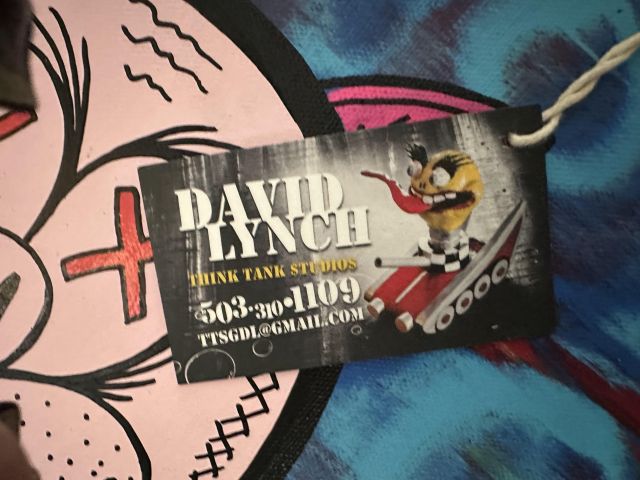 DAVID
LYNCH
THINK TANK STUDIOS
503·310·1109
TTSGDL@GMAIL.COM